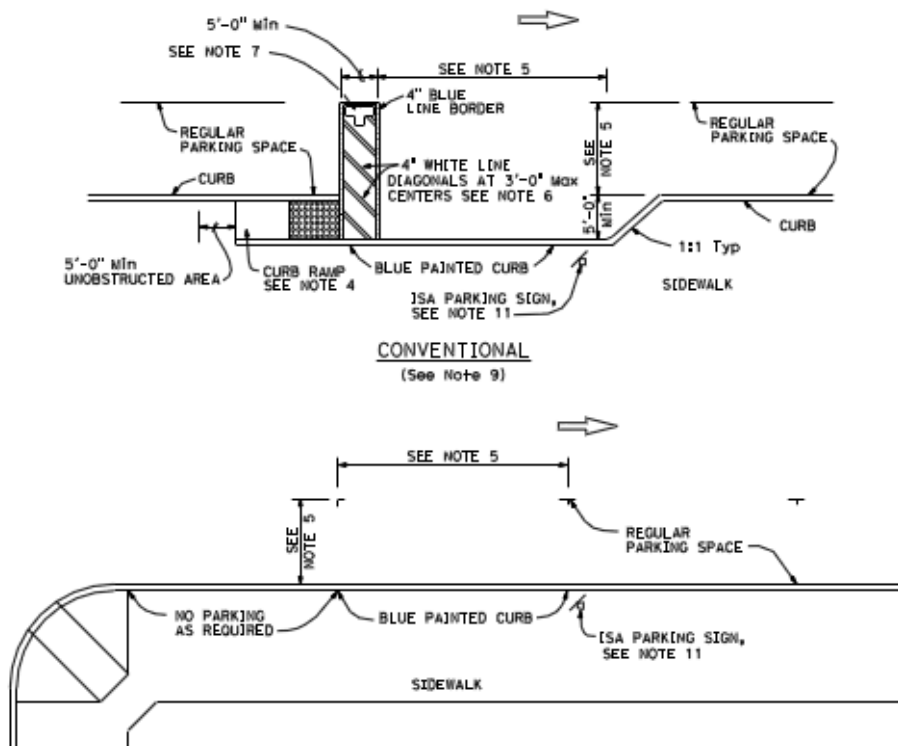 5'-0" Min
SEE NOTE 7
SEE NOTE 5
4" BLUE
LINE BORDER
REGULAR
PARKING SPACE
SEE
NOTE 5
REGULAR
PARKING SPACE
CURB
4" WHITE LINE
DIAGONALS AT 3'-0" Max
CENTERS SEE NOTE 6
5'-0"
Min
CURB
1:1 Typ
5'-0" Min
UNOBSTRUCTED AREA
CURB RAMP
SEE NOTE 4
BLUE PAINTED CURB
ISA PARKING SIGN,
SEE NOTE 11
SIDEWALK
CONVENTIONAL
(See Note 9)
SEE NOTE 5
SEE
NOTE 5
REGULAR
PARKING SPACE
NO PARKING
AS REQUIRED
BLUE PAINTED CURB
ISA PARKING SIGN,
SEE NOTE 11
SIDEWALK